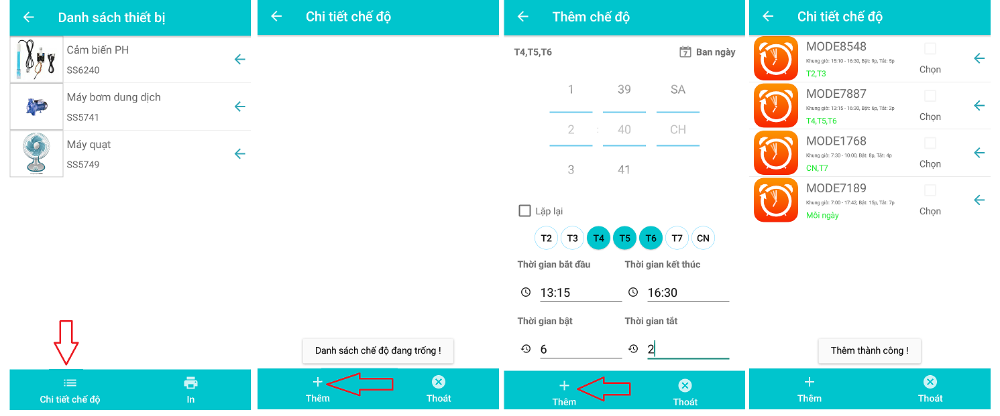 Danh sách thiết bị
Cảm biến PH
SS6240
Máy bơm dung dịch
SS5741
Máy quạt
SS5749
Chi tiết chế độ
In
Chi tiết chế độ
Danh sách chế độ đang trống !
Thêm
Thoát
Thêm chế độ
T4,T5,T6
7
Ban ngày
1 39 SA
2 : 40 CH
3 41
Lặp lại
T2 T3 T4 T5 T6 T7 CN
Thời gian bắt đầu Thời gian kết thúc
13:15 16:30
Thời gian bật Thời gian tắt
6 2
Thêm
Thoát
Chi tiết chế độ
MODE8548
Khung giờ: 15:10 - 16:30, Bật: 9p, Tắt: 5p
T2,T3
Chọn
MODE7887
Khung giờ: 13:15 - 16:30, Bật: 6p, Tắt: 2p
T4,T5,T6
Chọn
MODE1768
Khung giờ: 7:30 - 10:00, Bật: 8p, Tắt: 4p
CN,T7
Chọn
MODE7189
Khung giờ: 7:00 - 17:42, Bật: 15p, Tắt: 7p
Mỗi ngày
Chọn
Thêm thành công !
Thêm
Thoát